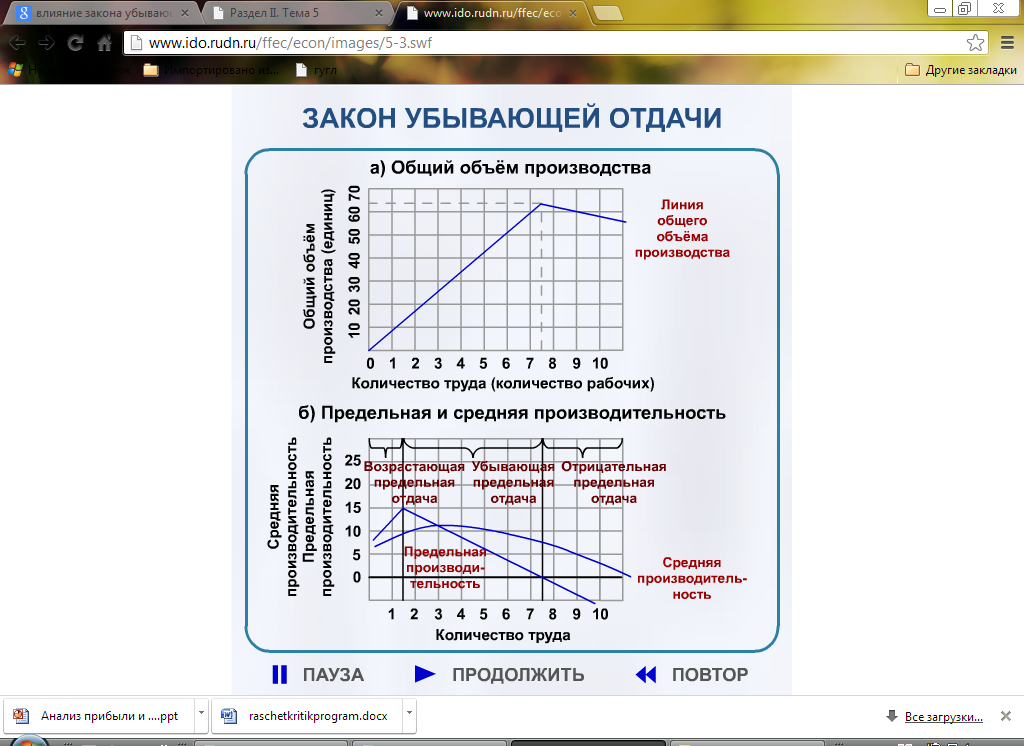 влияние закона убываю
Раздел II. Тема 5
www.ido.rudn.ru/ffec/ecc
www.ido.rudn.ru/ffec/econ/images/5-3.swf
Импортировано из...
гугл
Другие закладки
ЗАКОН УБЫВАЮЩЕЙ ОТДАЧИ
а) Общий объём производства
Общий объём
производства (единиц)
70
60
50
40
30
20
10
0 1 2 3 4 5 6 7 8 9 10
Количество труда (количество рабочих)
Линия
общего
объёма
производства
б) Предельная и средняя производительность
Средняя
производительность
Предельная
производительность
25
20
15
10
5
0
Возрастающая
предельная
отдача
Убывающая
предельная
отдача
Отрицательная
предельная
отдача
Предельная
производи-
тельность
Средняя
производитель-
ность
1 2 3 4 5 6 7 8 9 10
Количество труда
ПАУЗА
ПРОДОЛЖИТЬ
ПОВТОР
Анализ прибыли и ....ppt
raschetkritikprogram.docx
Все загрузки...